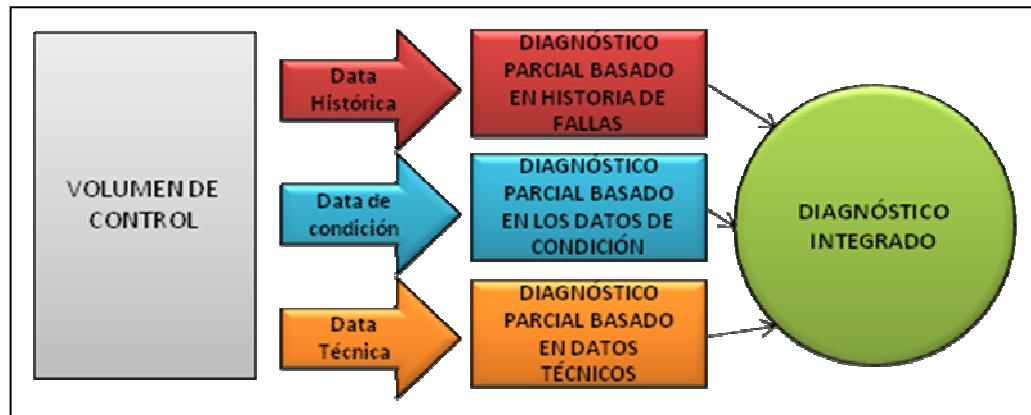 VOLUMEN DE
CONTROL
Data
Histórica
DIAGNÓSTICO
PARCIAL BASADO
EN HISTORIA DE
FALLAS
Data de
condición
DIAGNÓSTICO
PARCIAL BASADO
EN LOS DATOS DE
CONDICIÓN
Data
Técnica
DIAGNÓSTICO
PARCIAL BASADO
EN DATOS
TÉCNICOS
DIAGNÓSTICO
INTEGRADO